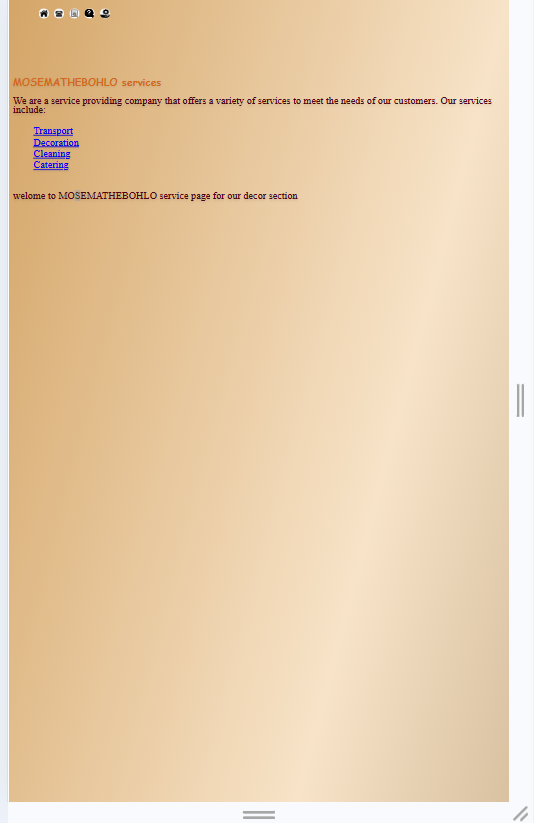 MOSEMATHEBOHLO services
We are a service providing company that offers a variety of services to meet the needs of our customers. Our services
include:
Transport
Decoration
Cleaning
Catering
welome to MOSEMATHEBOHLO service page for our decor section